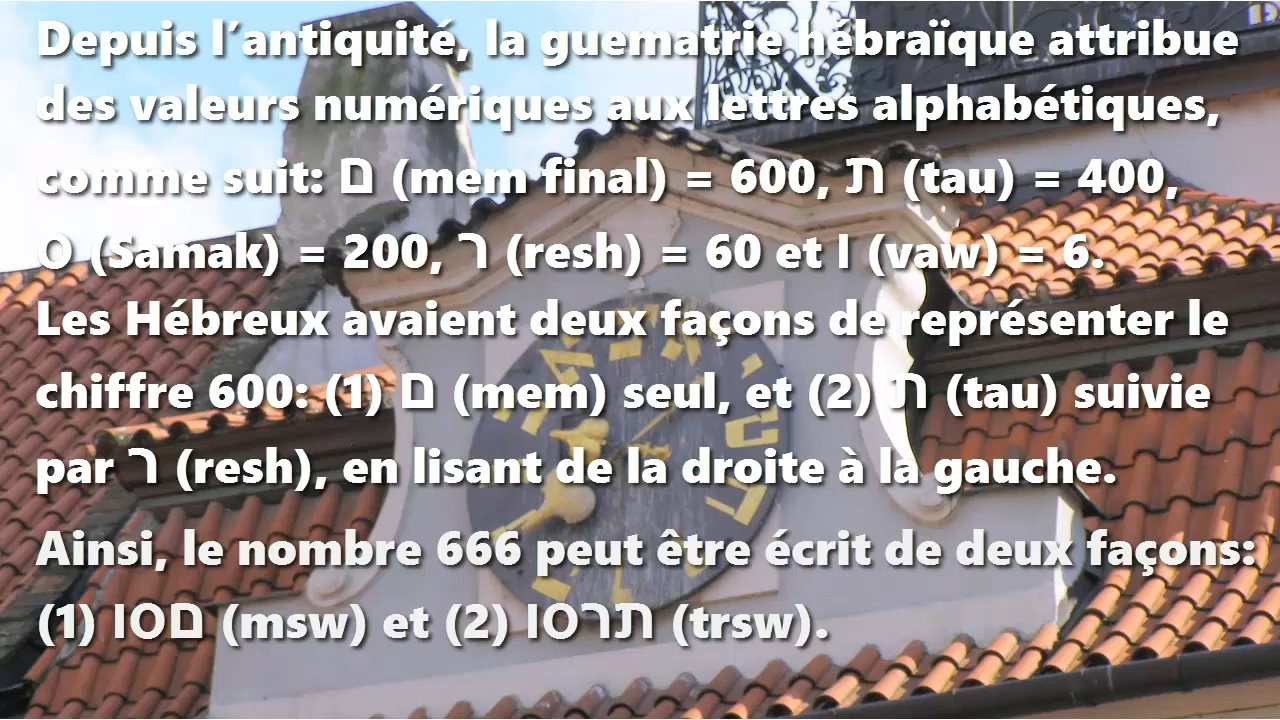 Depuis l’antiquité, la guematrie hébraïque attribue
des valeurs numériques aux lettres alphabétiques,
comme suit: ם (mem final) = 600, ת (tau) = 400,
ס (Samak) = 200, ר (resh) = 60 et ו (vaw) = 6.
Les Hébreux avaient deux façons de représenter le
chiffre 600: (1) ם (mem) seul, et (2) ת (tau) suivie
par ר (resh), en lisant de la droite à la gauche.
Ainsi, le nombre 666 peut être écrit de deux façons:
(1) םסו (msw) et (2) תרסו (trsw).